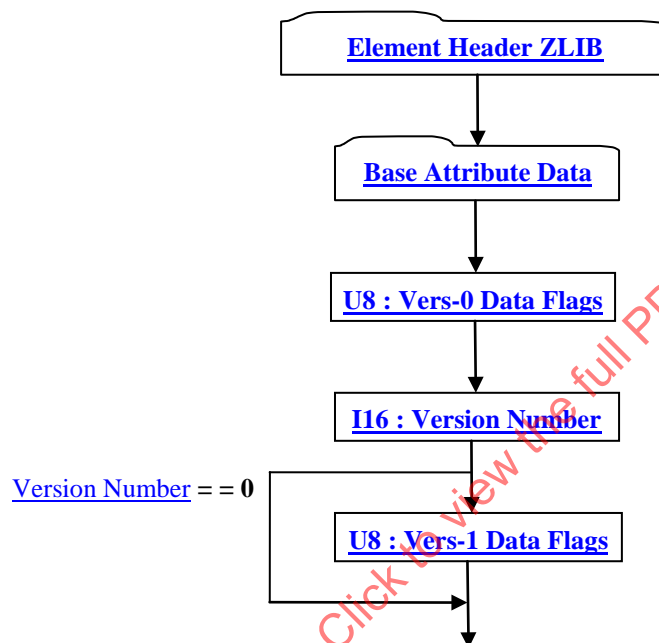 Element Header ZLIB
Base Attribute Data
U8 : Vers-0 Data Flags
I16 : Version Number
Version Number = = 0
U8 : Vers-1 Data Flags
Click to view the full